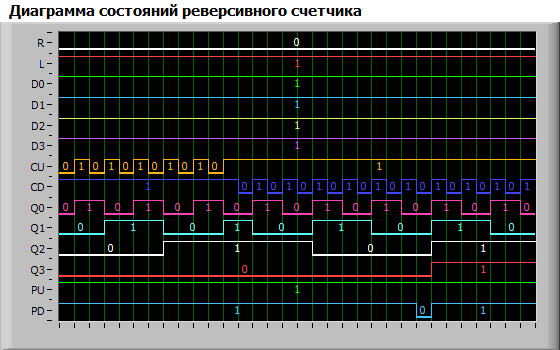 Диаграмма состояний реверсивного счетчика
R 0
L 1
D0 1
D1 1
D2 1
D3 1
CU 0 1 0 1 0 1 0 1 0 1 0 1
CD 1 0 1 0 1 0 1 0 1 0 1 0 1 0 1 0 1 0 1 0 1
Q0 0 1 0 1 0 1 0 1 0 1 0 1 0 1 0 1 0
Q1 0 1 0 1 0 1 0 1 0
Q2 0 1 0 1
Q3 0 1
PU 1
PD 1 0 1